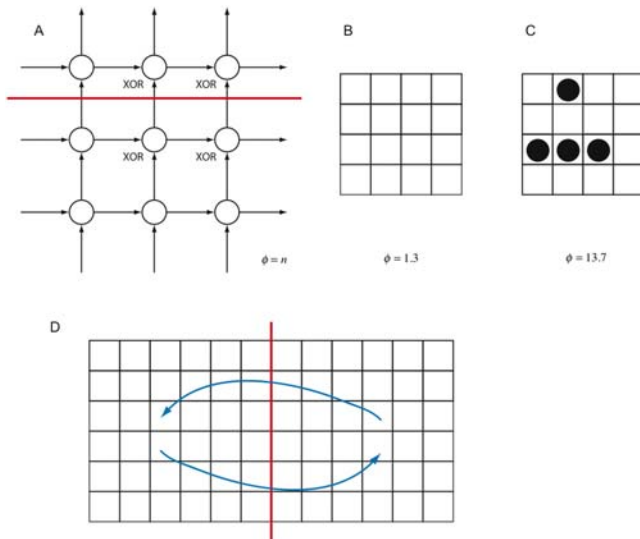 A
B
C
XOR
XOR
XOR
XOR
ϕ = n
ϕ = 1.3
ϕ = 13.7
D